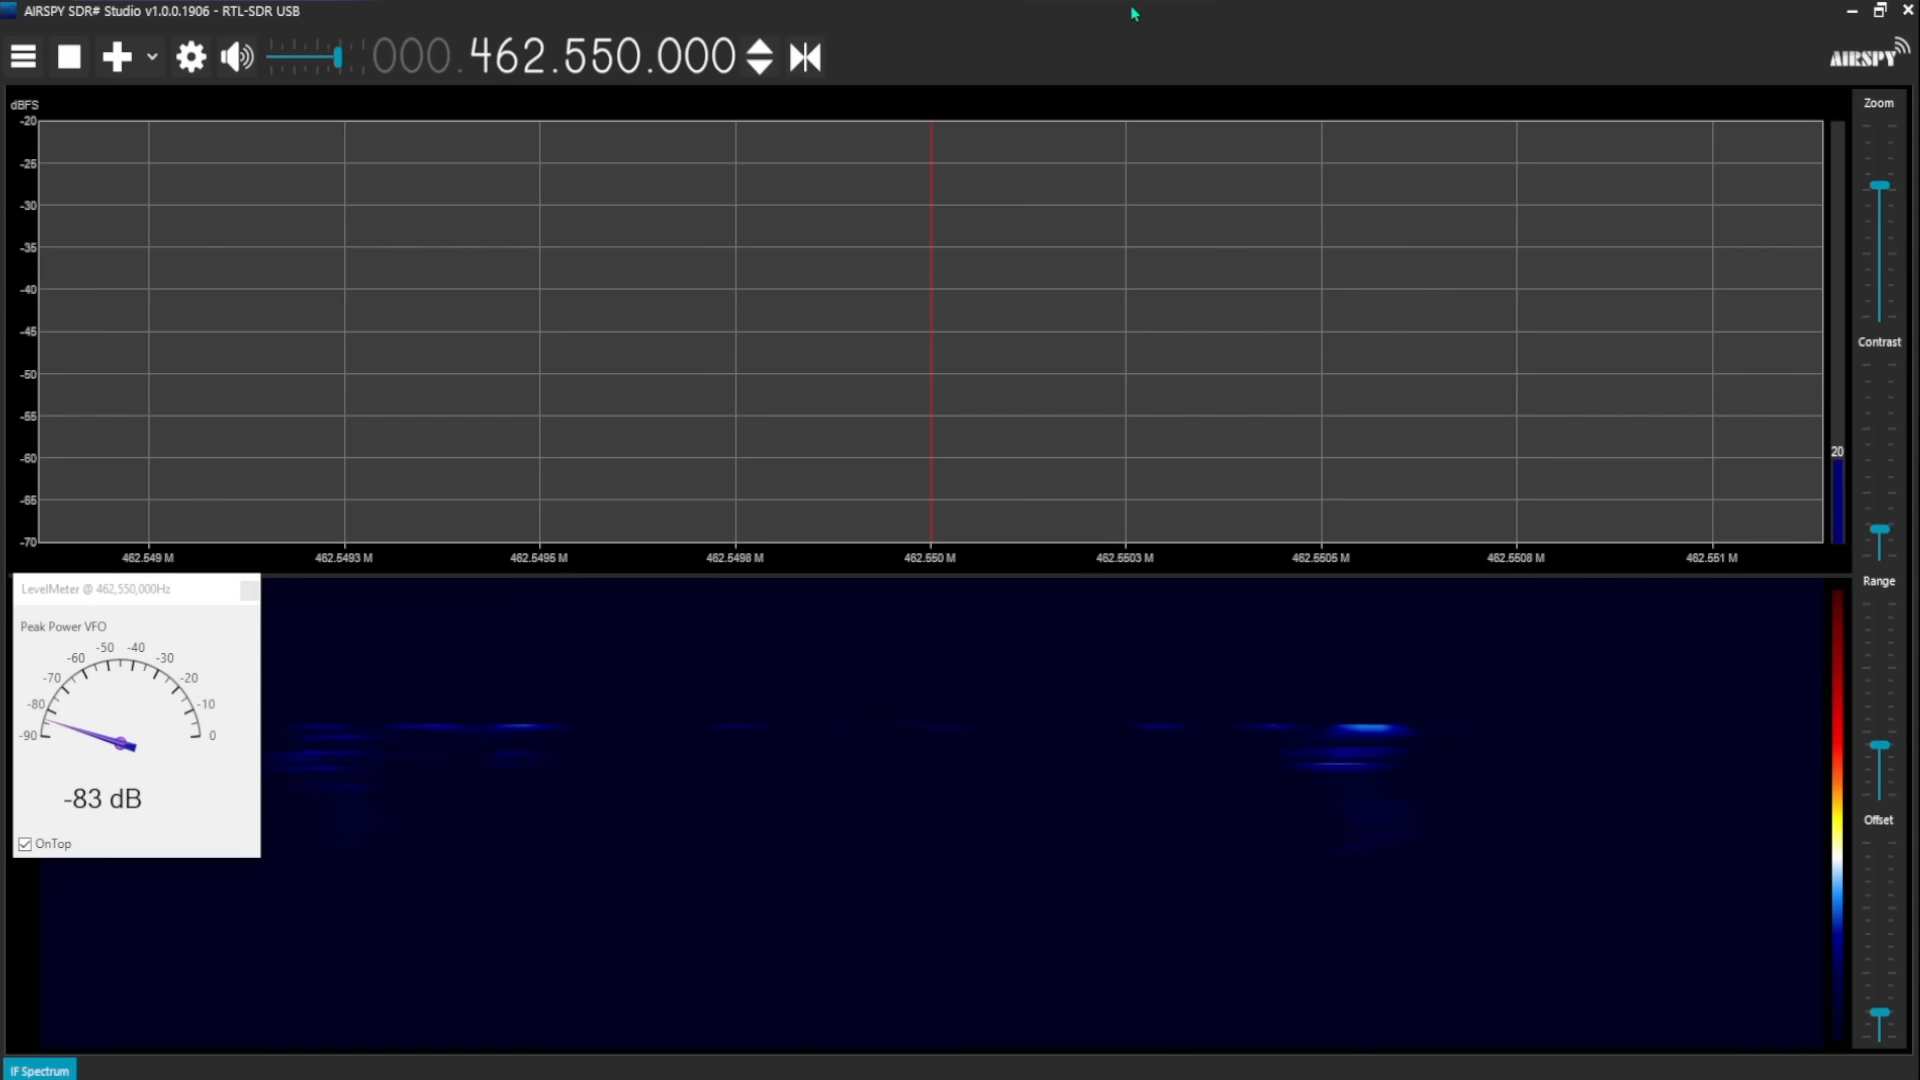 AIRSPY SDR# Studio v1.0.0.1906 - RTL-SDR USB
000.462.550.000
AIRSPY
dBFS
-20
-25
-30
-35
-40
-45
-50
-55
-60
-65
-70
462.549 M 462.5493 M 462.5495 M 462.5498 M 462.550 M 462.5503 M 462.5505 M 462.5508 M 462.551 M
20
Zoom
Contrast
Range
Offset
LevelMeter @ 462,550,000Hz
Peak Power VFO
-90 -80 -70 -60 -50 -40 -30 -20 -10 0
-83 dB
OnTop
IF Spectrum